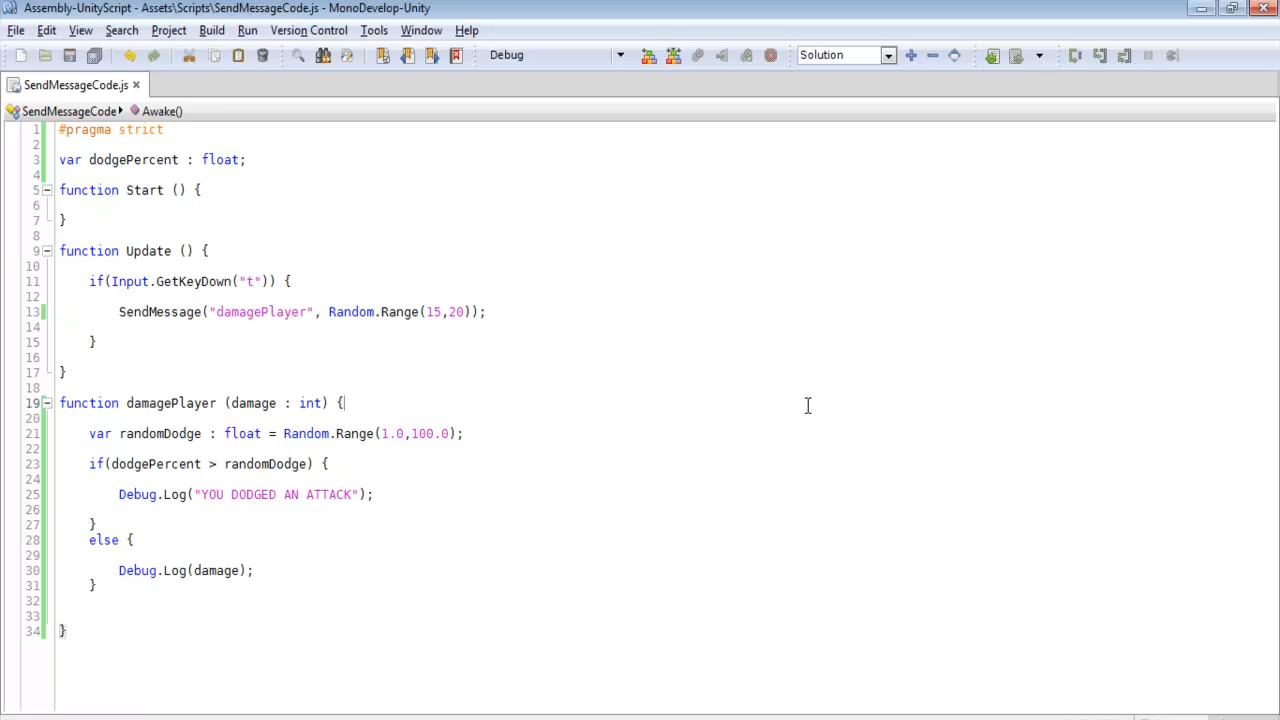 Assembly-UnityScript - Assets\Scripts\SendMessageCode.js - MonoDevelop-Unity
File Edit View Search Project Build Run Version Control Tools Window Help
Debug Solution
SendMessageCode.js
SendMessageCode Awake()
1 #pragma strict
2
3 var dodgePercent : float;
4
5 function Start () {
6
7 }
8
9 function Update () {
10
11 if(Input.GetKeyDown("t")) {
12
13 SendMessage("damagePlayer", Random.Range(15,20));
14
15 }
16
17 }
18
19 function damagePlayer (damage : int) {
20
21 var randomDodge : float = Random.Range(1.0,100.0);
22
23 if(dodgePercent > randomDodge) {
24
25 Debug.Log("YOU DODGED AN ATTACK");
26
27 }
28 else {
29
30 Debug.Log(damage);
31 }
32
33
34 }